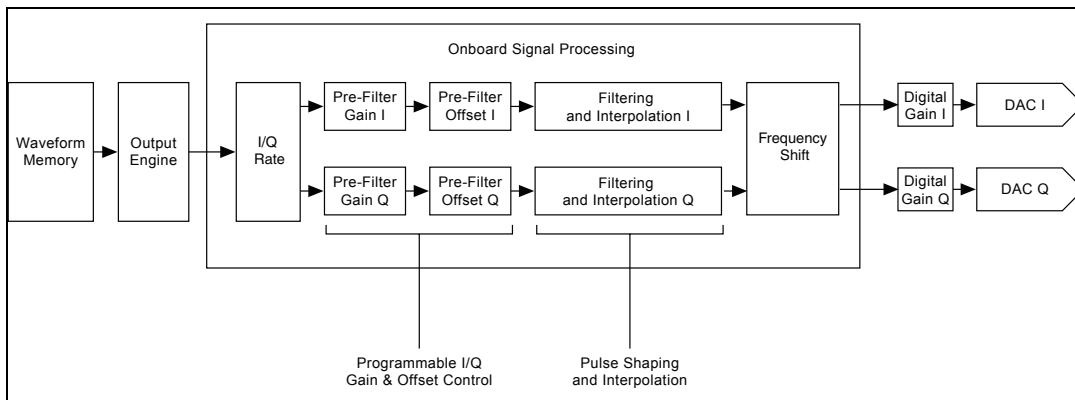 Onboard Signal Processing
Waveform
Memory
Output
Engine
I/Q
Rate
Pre-Filter
Gain I
Pre-Filter
Offset I
Filtering
and Interpolation I
Pre-Filter
Gain Q
Pre-Filter
Offset Q
Filtering
and Interpolation Q
Frequency
Shift
Digital
Gain I
DAC I
Digital
Gain Q
DAC Q
Programmable I/Q
Gain & Offset Control
Pulse Shaping
and Interpolation